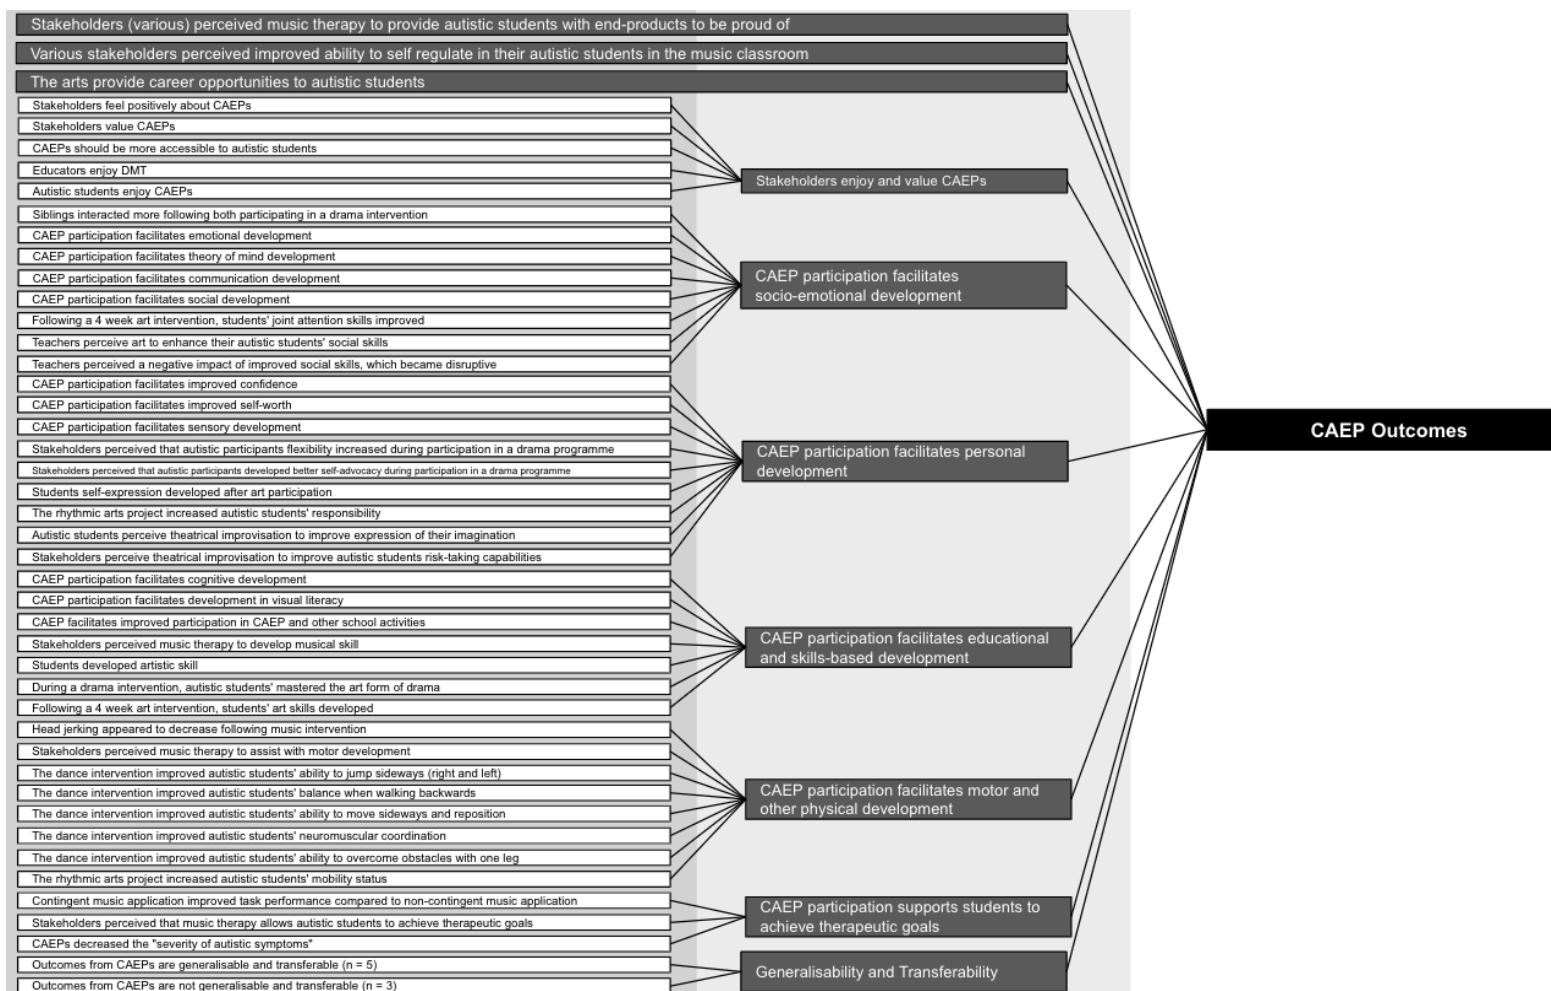 Stakeholders (various) perceived music therapy to provide autistic students with end-products to be proud of
Various stakeholders perceived improved ability to self regulate in their autistic students in the music classroom
The arts provide career opportunities to autistic students
Stakeholders feel positively about CAEPs
Stakeholders value CAEPs
CAEPs should be more accessible to autistic students
Educators enjoy DMT
Autistic students enjoy CAEPs
Stakeholders enjoy and value CAEPs
Siblings interacted more following both participating in a drama intervention
CAEP participation facilitates emotional development
CAEP participation facilitates theory of mind development
CAEP participation facilitates communication development
CAEP participation facilitates social development
Following a 4 week art intervention, students' joint attention skills improved
Teachers perceive art to enhance their autistic students' social skills
Teachers perceived a negative impact of improved social skills, which became disruptive
CAEP participation facilitates
socio-emotional development
CAEP participation facilitates improved confidence
CAEP participation facilitates improved self-worth
CAEP participation facilitates sensory development
Stakeholders perceived that autistic participants flexibility increased during participation in a drama programme
Stakeholders perceived that autistic participants developed better self-advocacy during participation in a drama programme
Students self-expression developed after art participation
The rhythmic arts project increased autistic students' responsibility
Autistic students perceive theatrical improvisation to improve expression of their imagination
Stakeholders perceive theatrical improvisation to improve autistic students risk-taking capabilities
CAEP participation facilitates personal
development
CAEP Outcomes
CAEP participation facilitates cognitive development
CAEP participation facilitates development in visual literacy
CAEP facilitates improved participation in CAEP and other school activities
Stakeholders perceived music therapy to develop musical skill
Students developed artistic skill
During a drama intervention, autistic students' mastered the art form of drama
Following a 4 week art intervention, students' art skills developed
CAEP participation facilitates educational
and skills-based development
Head jerking appeared to decrease following music intervention
Stakeholders perceived music therapy to assist with motor development
The dance intervention improved autistic students' ability to jump sideways (right and left)
The dance intervention improved autistic students' balance when walking backwards
The dance intervention improved autistic students' ability to move sideways and reposition
The dance intervention improved autistic students' neuromuscular coordination
The dance intervention improved autistic students' ability to overcome obstacles with one leg
The rhythmic arts project increased autistic students' mobility status
CAEP participation facilitates motor and
other physical development
Contingent music application improved task performance compared to non-contingent music application
Stakeholders perceived that music therapy allows autistic students to achieve therapeutic goals
CAEPs decreased the "severity of autistic symptoms"
CAEP participation supports students to
achieve therapeutic goals
Outcomes from CAEPs are generalisable and transferable (n = 5)
Outcomes from CAEPs are not generalisable and transferable (n = 3)
Generalisability and Transferability